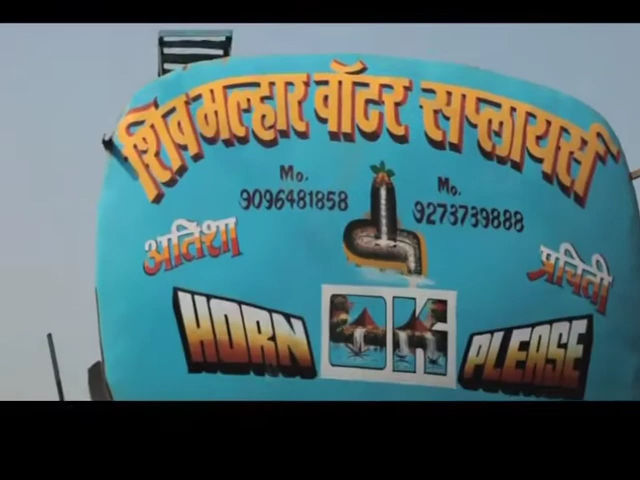 शिव मल्हार वॉटर सप्लायर्स
Mo. 9096481858
Mo. 9273739888
अतिशा
प्रचिती
HORN OK PLEASE